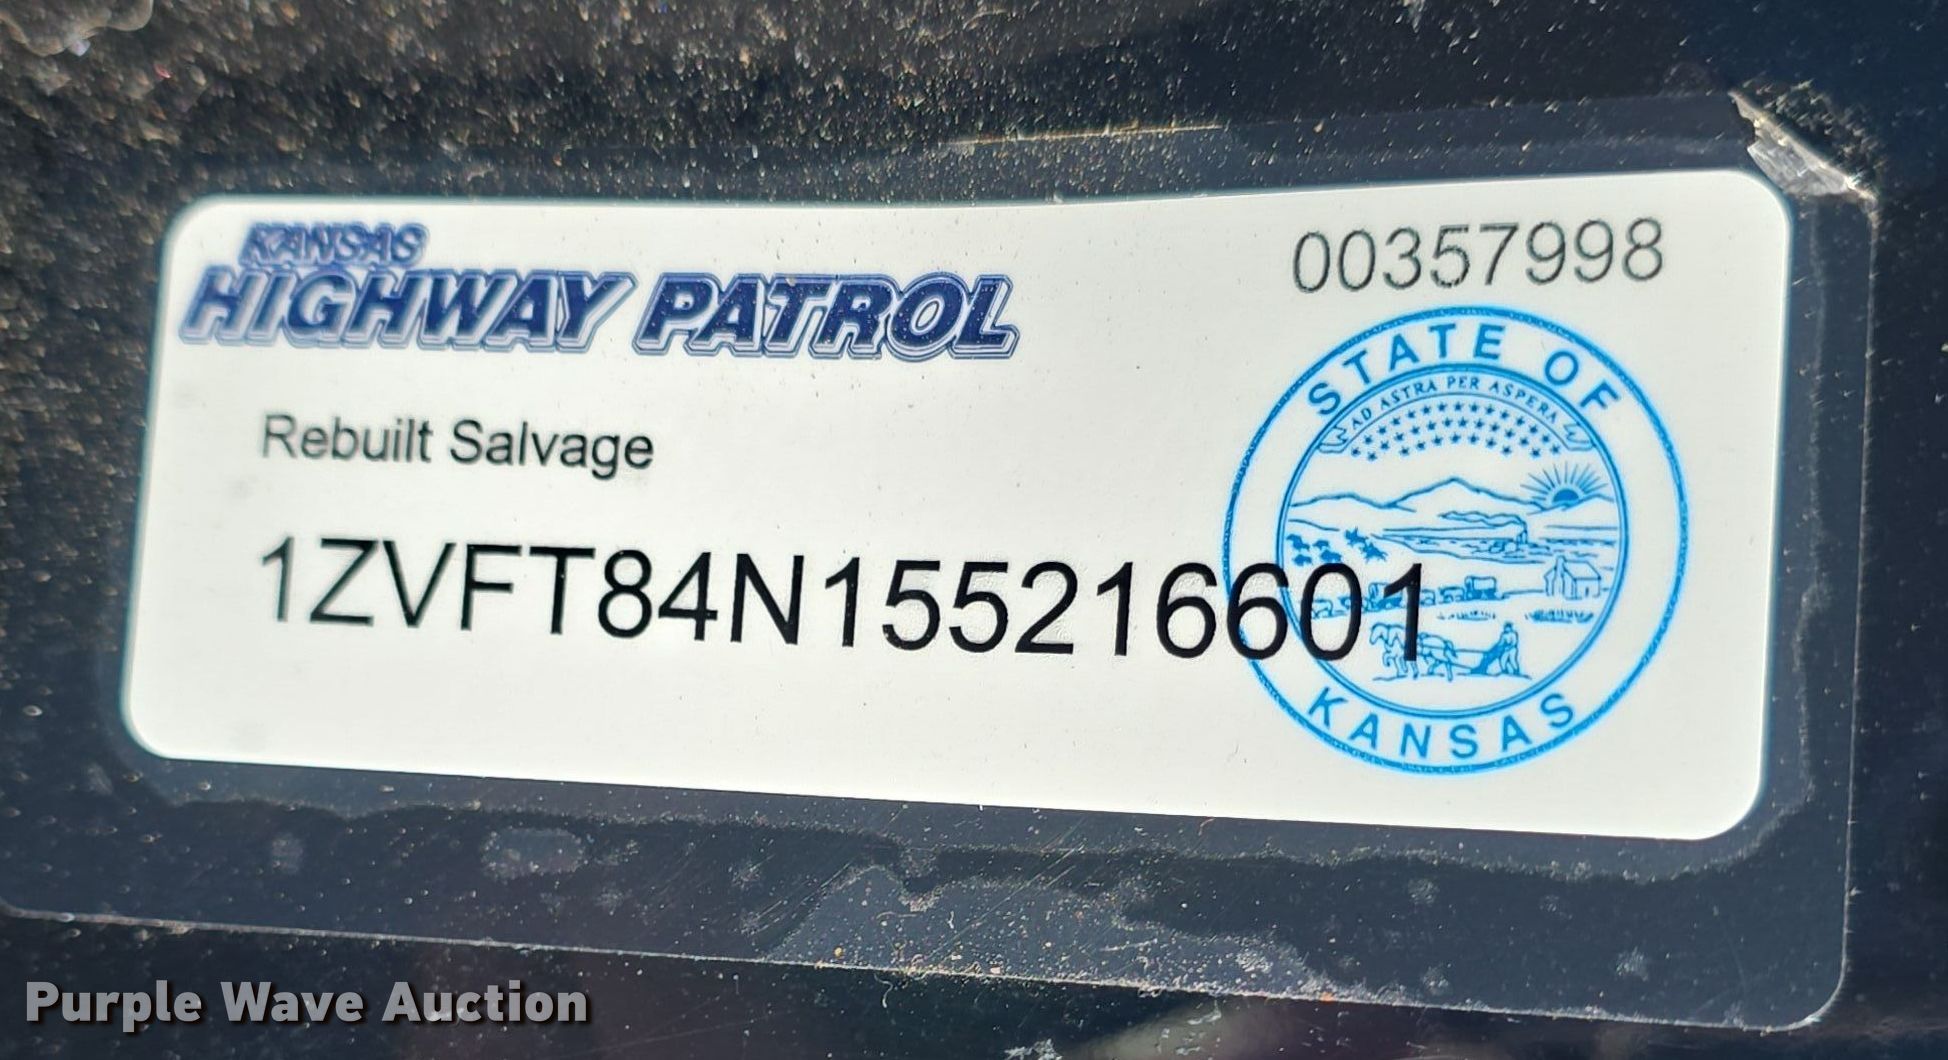 KANSAS
HIGHWAY PATROL
00357998
Rebuilt Salvage
1ZVFT84N155216601
STATE OF
AD ASTRA PER ASPERA
KANSAS
Purple Wave Auction